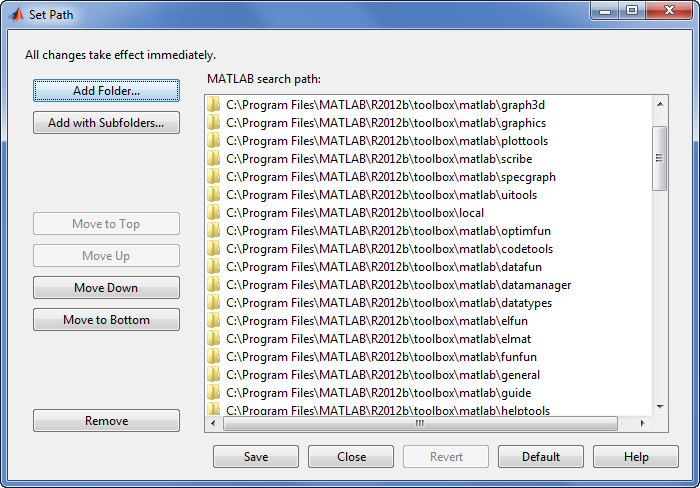 Set Path
All changes take effect immediately.
MATLAB search path:
Add Folder...
Add with Subfolders...
Move to Top
Move Up
Move Down
Move to Bottom
Remove
C:\Program Files\MATLAB\R2012b\toolbox\matlab\graph3d
C:\Program Files\MATLAB\R2012b\toolbox\matlab\graphics
C:\Program Files\MATLAB\R2012b\toolbox\matlab\plottools
C:\Program Files\MATLAB\R2012b\toolbox\matlab\scribe
C:\Program Files\MATLAB\R2012b\toolbox\matlab\specgraph
C:\Program Files\MATLAB\R2012b\toolbox\matlab\uitools
C:\Program Files\MATLAB\R2012b\toolbox\local
C:\Program Files\MATLAB\R2012b\toolbox\matlab\optimfun
C:\Program Files\MATLAB\R2012b\toolbox\matlab\codetools
C:\Program Files\MATLAB\R2012b\toolbox\matlab\datafun
C:\Program Files\MATLAB\R2012b\toolbox\matlab\datamanager
C:\Program Files\MATLAB\R2012b\toolbox\matlab\datatypes
C:\Program Files\MATLAB\R2012b\toolbox\matlab\elfun
C:\Program Files\MATLAB\R2012b\toolbox\matlab\elmat
C:\Program Files\MATLAB\R2012b\toolbox\matlab\funfun
C:\Program Files\MATLAB\R2012b\toolbox\matlab\general
C:\Program Files\MATLAB\R2012b\toolbox\matlab\guide
C:\Program Files\MATLAB\R2012b\toolbox\matlab\helptools
Save
Close
Revert
Default
Help